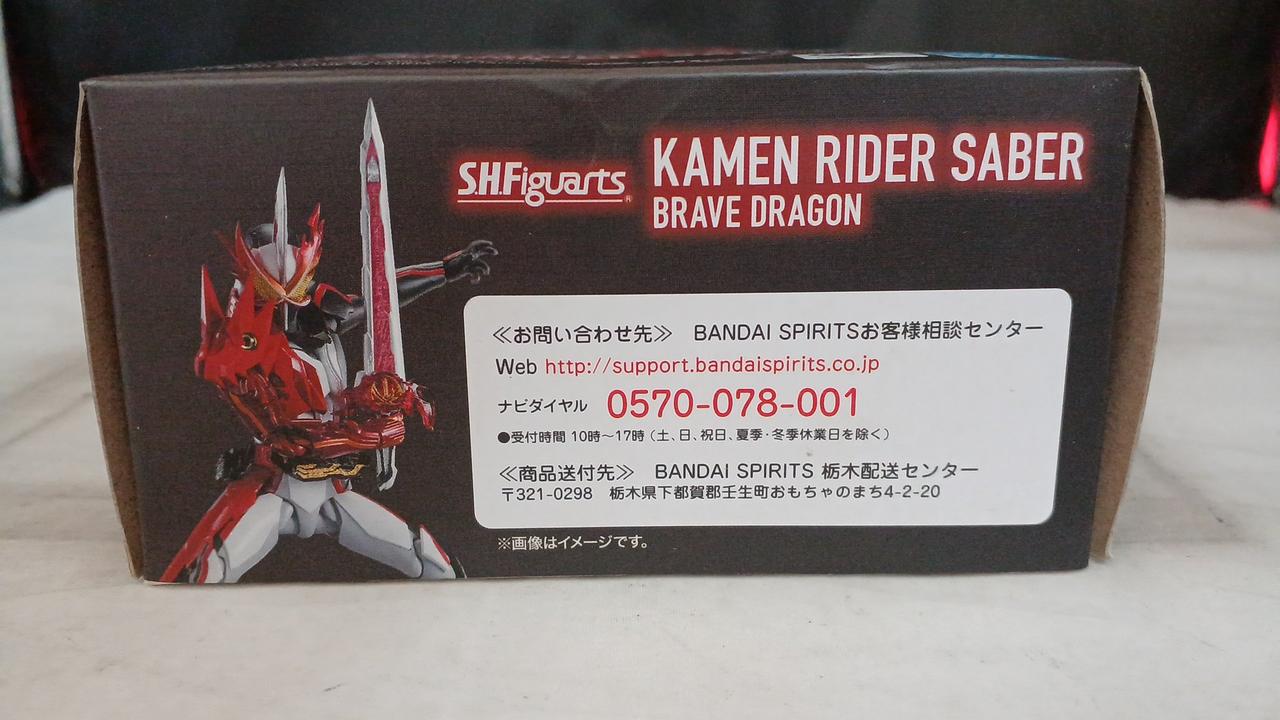 S.H.Figuarts®
KAMEN RIDER SABER
BRAVE DRAGON
≪お問い合わせ先≫ BANDAI SPIRITSお客様相談センター
Web http://support.bandaispirits.co.jp
ナビダイヤル 0570-078-001
●受付時間 10時～17時（土、日、祝日、夏季・冬季休業日を除く）
≪商品送付先≫ BANDAI SPIRITS 栃木配送センター
〒321-0298 栃木県下都賀郡壬生町おもちゃのまち4-2-20
※画像はイメージです。